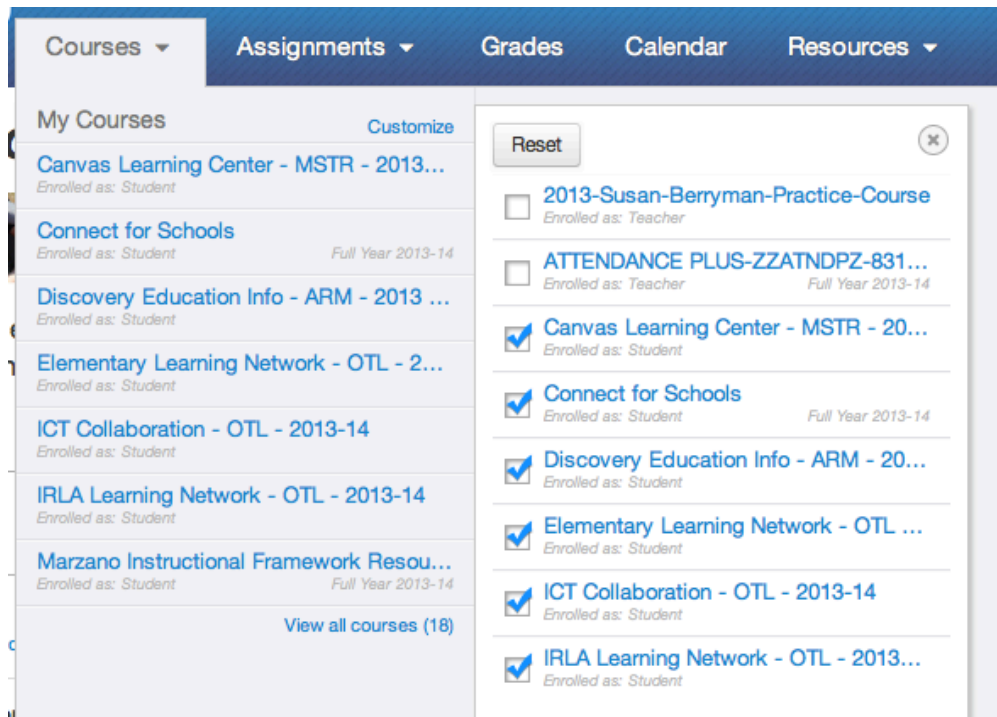 Courses Assignments Grades Calendar Resources
My Courses Customize
Canvas Learning Center - MSTR - 2013...
Enrolled as: Student
Connect for Schools
Enrolled as: Student Full Year 2013-14
Discovery Education Info - ARM - 2013 ...
Enrolled as: Student
Elementary Learning Network - OTL - 2...
Enrolled as: Student
ICT Collaboration - OTL - 2013-14
Enrolled as: Student
IRLA Learning Network - OTL - 2013-14
Enrolled as: Student
Marzano Instructional Framework Resou...
Enrolled as: Student Full Year 2013-14
View all courses (18)
Reset
2013-Susan-Berryman-Practice-Course
Enrolled as: Teacher
ATTENDANCE PLUS-ZZATNDPZ-831...
Enrolled as: Teacher Full Year 2013-14
Canvas Learning Center - MSTR - 20...
Enrolled as: Student
Connect for Schools
Enrolled as: Student Full Year 2013-14
Discovery Education Info - ARM - 20...
Enrolled as: Student
Elementary Learning Network - OTL ...
Enrolled as: Student
ICT Collaboration - OTL - 2013-14
Enrolled as: Student
IRLA Learning Network - OTL - 2013...
Enrolled as: Student